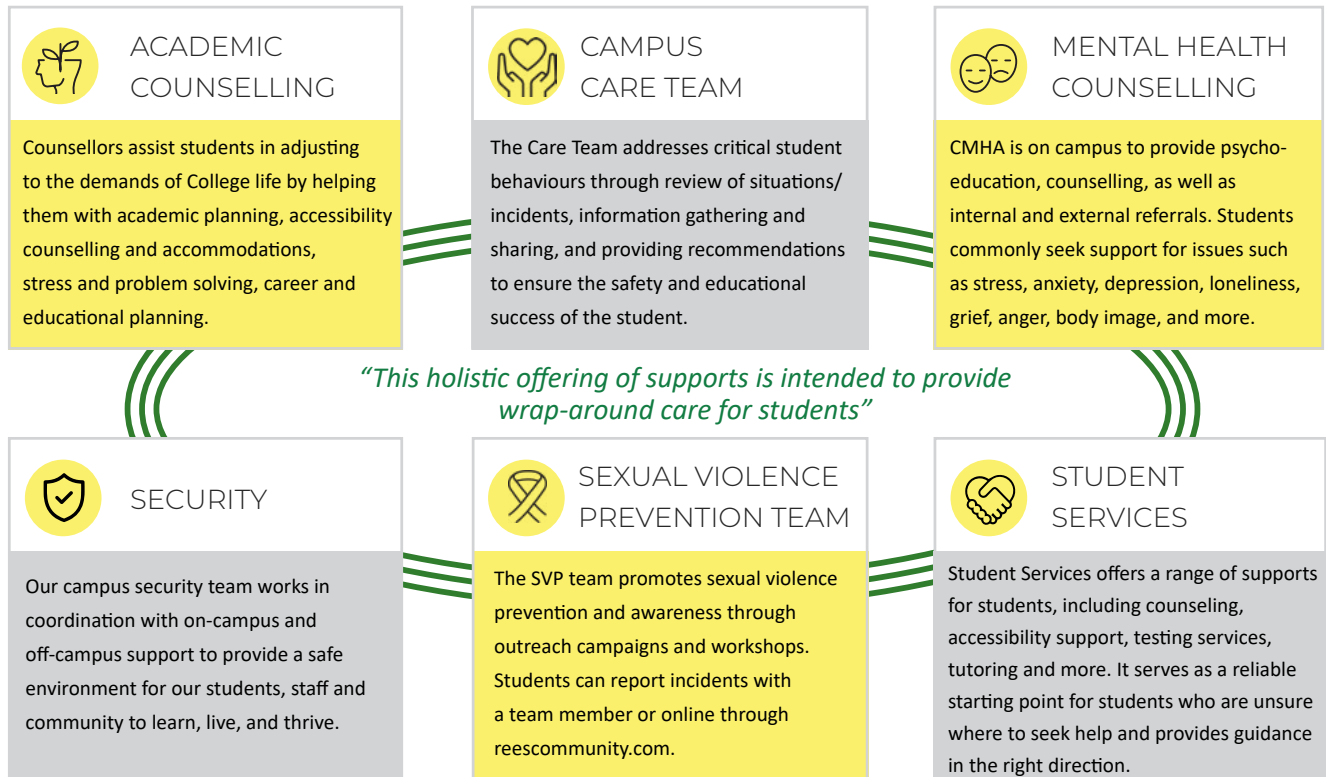 ACADEMIC
COUNSELLING
Counsellors assist students in adjusting
to the demands of College life by helping
them with academic planning, accessibility
counselling and accommodations,
stress and problem solving, career and
educational planning.
CAMPUS
CARE TEAM
The Care Team addresses critical student
behaviours through review of situations/
incidents, information gathering and
sharing, and providing recommendations
to ensure the safety and educational
success of the student.
MENTAL HEALTH
COUNSELLING
CMHA is on campus to provide psycho-
education, counselling, as well as
internal and external referrals. Students
commonly seek support for issues such
as stress, anxiety, depression, loneliness,
grief, anger, body image, and more.
“This holistic offering of supports is intended to provide
wrap-around care for students”
SECURITY
Our campus security team works in
coordination with on-campus and
off-campus support to provide a safe
environment for our students, staff and
community to learn, live, and thrive.
SEXUAL VIOLENCE
PREVENTION TEAM
The SVP team promotes sexual violence
prevention and awareness through
outreach campaigns and workshops.
Students can report incidents with
a team member or online through
reescommunity.com.
STUDENT
SERVICES
Student Services offers a range of supports
for students, including counseling,
accessibility support, testing services,
tutoring and more. It serves as a reliable
starting point for students who are unsure
where to seek help and provides guidance
in the right direction.